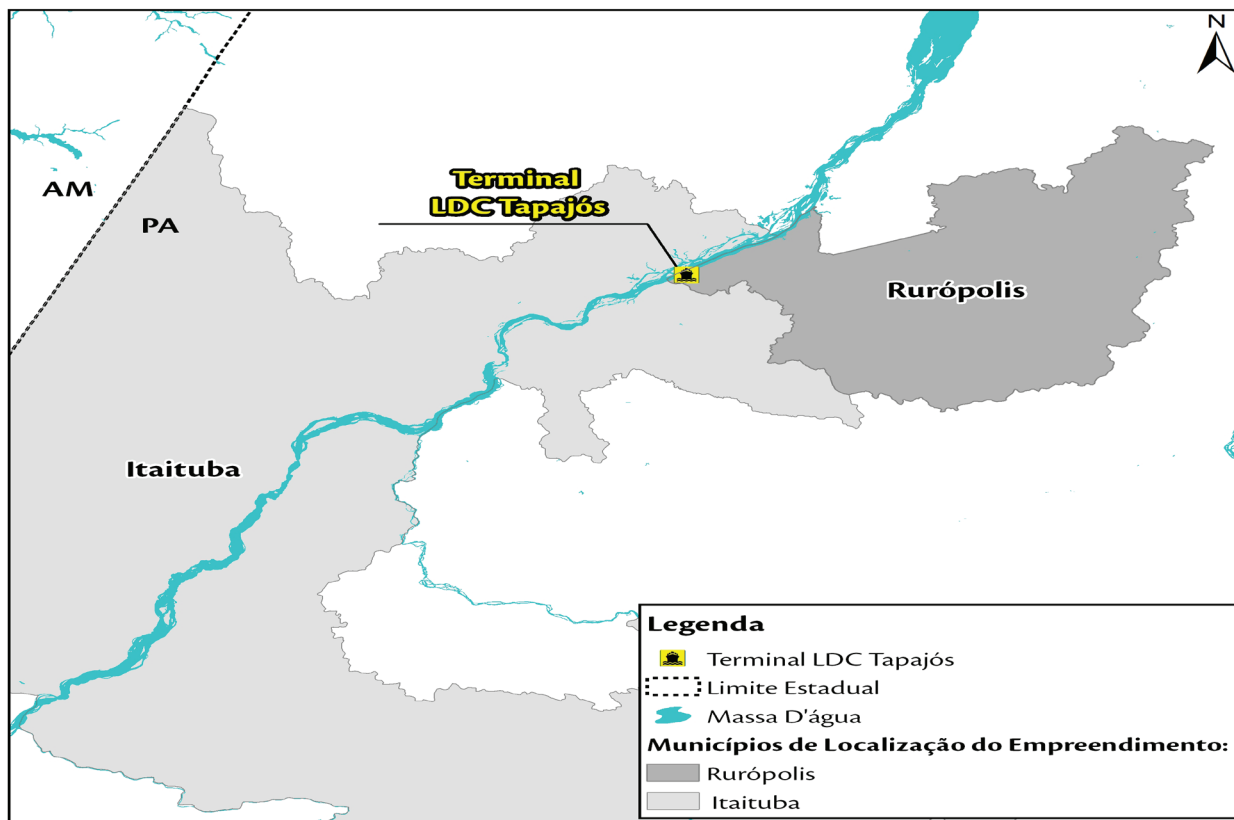 N
AM
PA
Terminal
LDC Tapajós
Rurópolis
Itaituba
Legenda
Terminal LDC Tapajós
Limite Estadual
Massa D'água
Municípios de Localização do Empreendimento:
Rurópolis
Itaituba